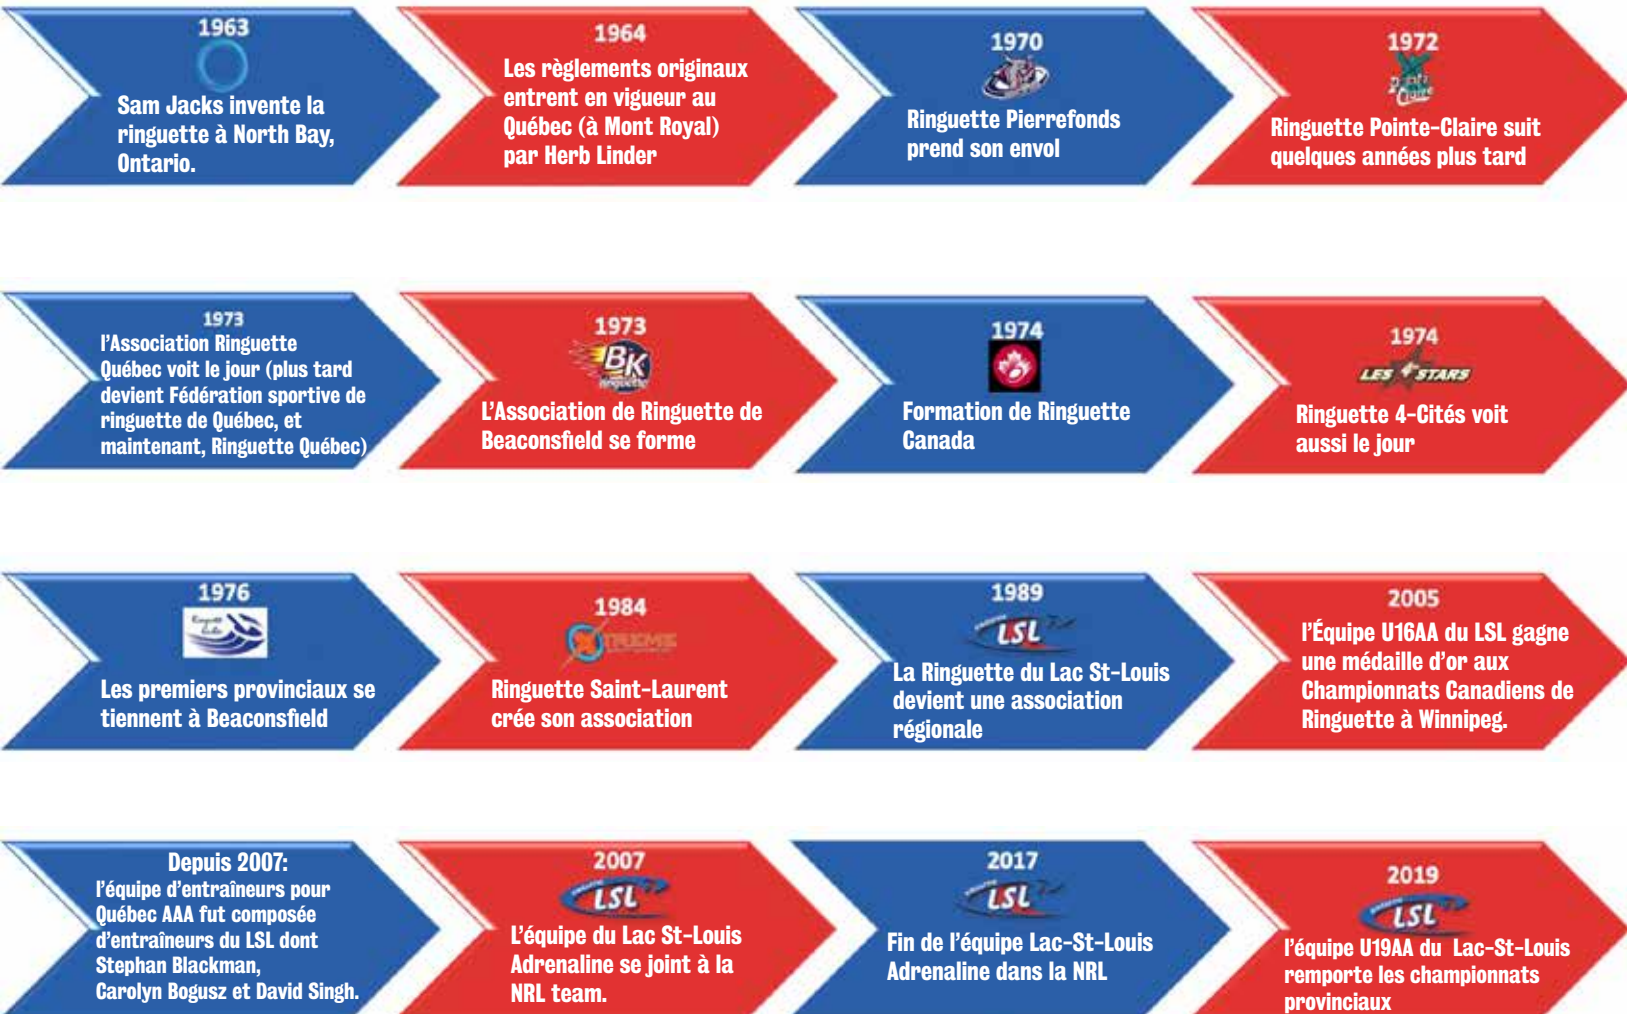 1963
Sam Jacks invente la
ringuette à North Bay,
Ontario.
1964
Les règlements originaux
entrent en vigueur au
Québec (à Mont Royal)
par Herb Linder
1970
Ringuette Pierrefonds
prend son envol
1972
Pointe
Claire
Ringuette Pointe-Claire suit
quelques années plus tard
1973
l'Association Ringuette
Québec voit le jour (plus tard
devient Fédération sportive de
ringuette de Québec, et
maintenant, Ringuette Québec)
1973
BK
ringuette
L'Association de Ringuette de
Beaconsfield se forme
1974
Formation de Ringuette
Canada
1974
LES STARS
Ringuette 4-Cités voit
aussi le jour
1976
Les premiers provinciaux se
tiennent à Beaconsfield
1984
XTREME
Ringuette Saint-Laurent
crée son association
1989
LSL
La Ringuette du Lac St-Louis
devient une association
régionale
2005
l'Équipe U16AA du LSL gagne
une médaille d'or aux
Championnats Canadiens de
Ringuette à Winnipeg.
Depuis 2007:
l'équipe d'entraîneurs pour
Québec AAA fut composée
d'entraîneurs du LSL dont
Stephan Blackman,
Carolyn Bogusz et David Singh.
2007
LSL
L'équipe du Lac St-Louis
Adrenaline se joint à la
NRL team.
2017
LSL
Fin de l'équipe Lac-St-Louis
Adrenaline dans la NRL
2019
LSL
l'équipe U19AA du Lac-St-Louis
remporte les championnats
provinciaux